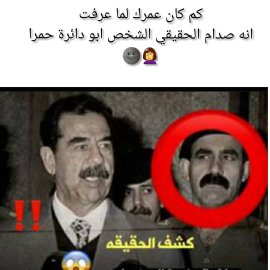 كم كان عمرك لما عرفت
انه صدام الحقيقي الشخص ابو دائرة حمرا
🌚🤦‍♀️
‼️
كشف الحقيقه
😱